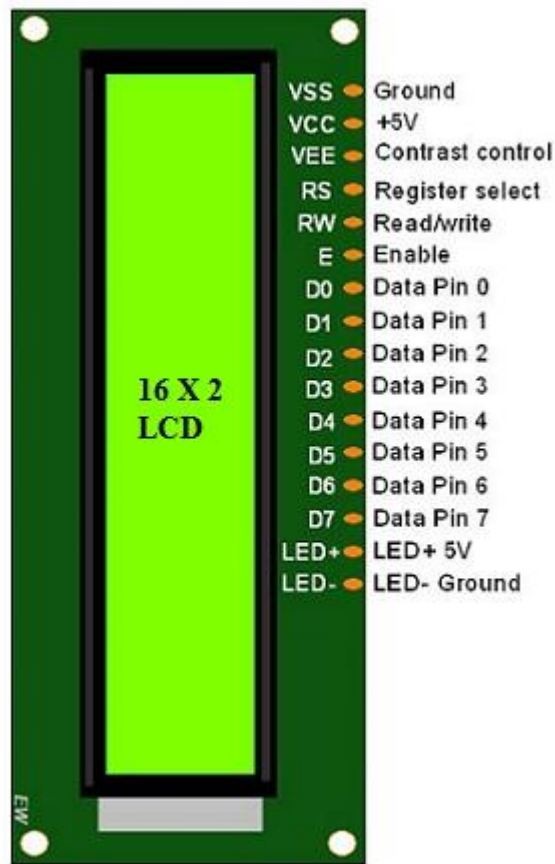 VSS Ground
VCC +5V
VEE Contrast control
RS Register select
RW Read/write
E Enable
D0 Data Pin 0
D1 Data Pin 1
D2 Data Pin 2
D3 Data Pin 3
D4 Data Pin 4
D5 Data Pin 5
D6 Data Pin 6
D7 Data Pin 7
LED+ LED+ 5V
LED- LED- Ground
16 X 2
LCD
EW